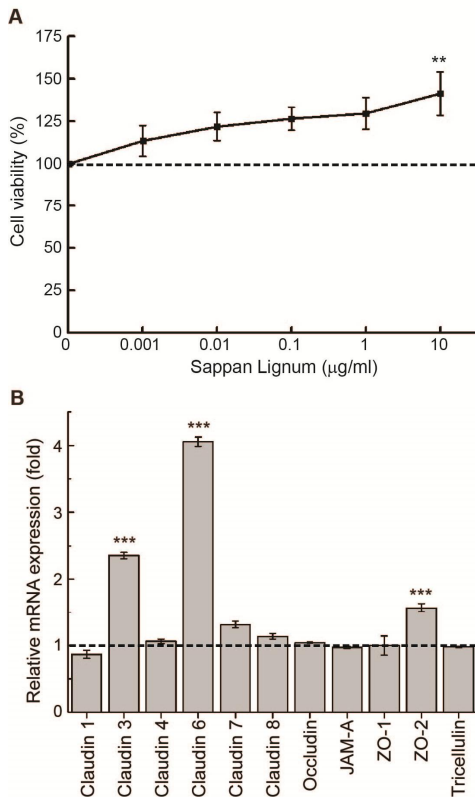 A
175
150
125
100
75
50
25
0
Cell viability (%)
**
0 0.001 0.01 0.1 1 10
Sappan Lignum (µg/ml)
B
4
3
2
1
0
Relative mRNA expression (fold)
***
***
***
Claudin 1
Claudin 3
Claudin 4
Claudin 6
Claudin 7
Claudin 8
Occludin
JAM-A
ZO-1
ZO-2
Tricellulin